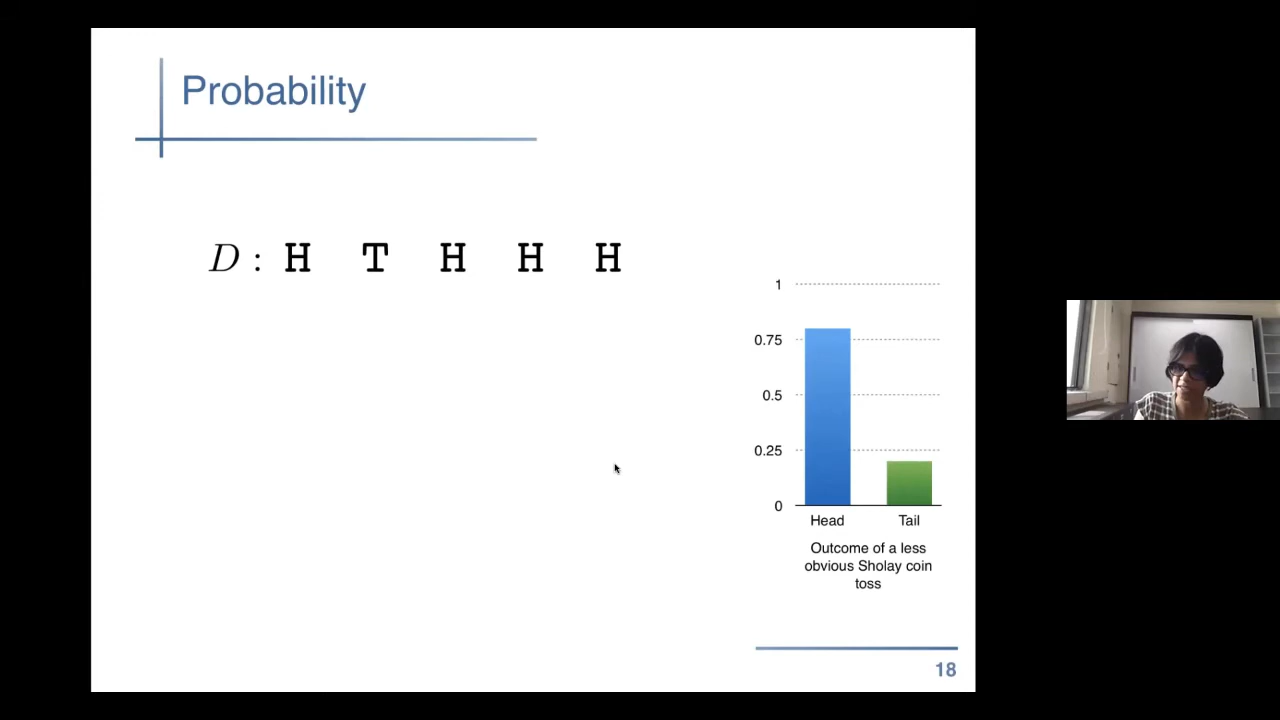 Probability
D : H T H H H
1
0.75
0.5
0.25
0
Head Tail
Outcome of a less
obvious Sholay coin
toss
18